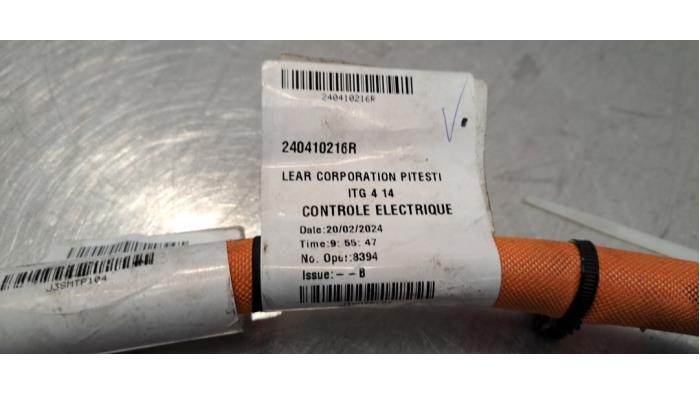 240410216R
240410216R
LEAR CORPORATION PITESTI
ITG 4 14
CONTROLE ELECTRIQUE
Date:20/02/2024
Time:9: 55: 47
No. Oper:8394
Issue:- -B
J3SMTP104